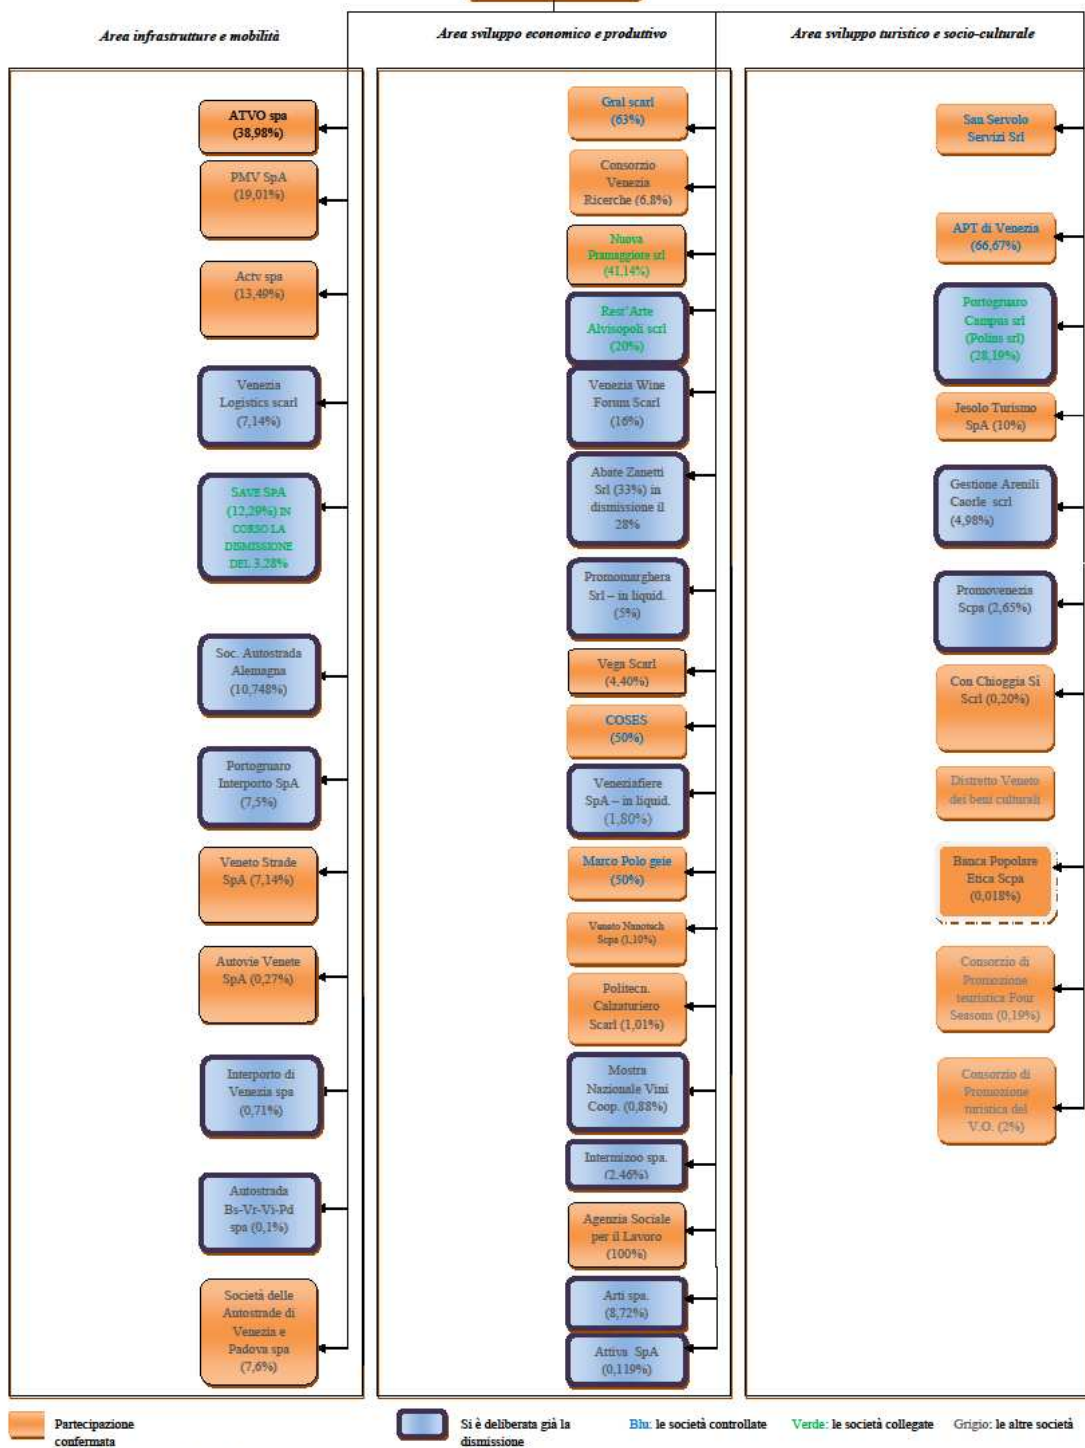 Area infrastrutture e mobilità
Area sviluppo economico e produttivo
Area sviluppo turistico e socio-culturale
ATVO spa
(38,98%)
PMV SpA
(19,01%)
Actv spa
(13,49%)
Venezia
Logistics scarl
(7,14%)
SAVE SPA
(12,29%) IN
CORSO LA
DISMISSIONE
DEL 3,28%
Soc. Autostrada
Alemagna
(10,748%)
Portogruaro
Interporto SpA
(7,5%)
Veneto Strade
SpA (7,14%)
Autovie Venete
SpA (0,27%)
Interporto di
Venezia spa
(0,71%)
Autostrada
Bs-Vr-Vi-Pd
spa (0,1%)
Società delle
Autostrade di
Venezia e
Padova spa
(7,6%)
Gral scarl
(63%)
Consorzio
Venezia
Ricerche (6,8%)
Nuova
Pramaggiore srl
(41,14%)
Rest'Arte
Alvisopoli scrl
(20%)
Venezia Wine
Forum Scarl
(16%)
Abate Zanetti
Srl (33%) in
dismissione il
28%
Promomarghera
Srl – in liquid.
(5%)
Vega Scarl
(4,40%)
COSES
(50%)
Veneziafiere
SpA – in liquid.
(1,80%)
Marco Polo geie
(50%)
Veneto Nanotech
Scpa (1,10%)
Politecn.
Calzaturiero
Scarl (1,01%)
Mostra
Nazionale Vini
Coop. (0,88%)
Intermizoo spa.
(2,46%)
Agenzia Sociale
per il Lavoro
(100%)
Arti spa.
(8,72%)
Attiva SpA
(0,119%)
San Servolo
Servizi Srl
APT di Venezia
(66,67%)
Portogruaro
Campus srl
(Polins srl)
(28,19%)
Jesolo Turismo
SpA (10%)
Gestione Arenili
Caorle scrl
(4,98%)
Promovenezia
Scpa (2,65%)
Con Chioggia Sì
Scrl (0,20%)
Distretto Veneto
dei beni culturali
Banca Popolare
Etica Scpa
(0,018%)
Consorzio di
Promozione
teuristica Four
Seasons (0,19%)
Consorzio di
Promozione
turistica del
V.O. (2%)
Partecipazione
confermata
Si è deliberata già la
dismissione
Blu: le società controllate
Verde: le società collegate
Grigio: le altre società